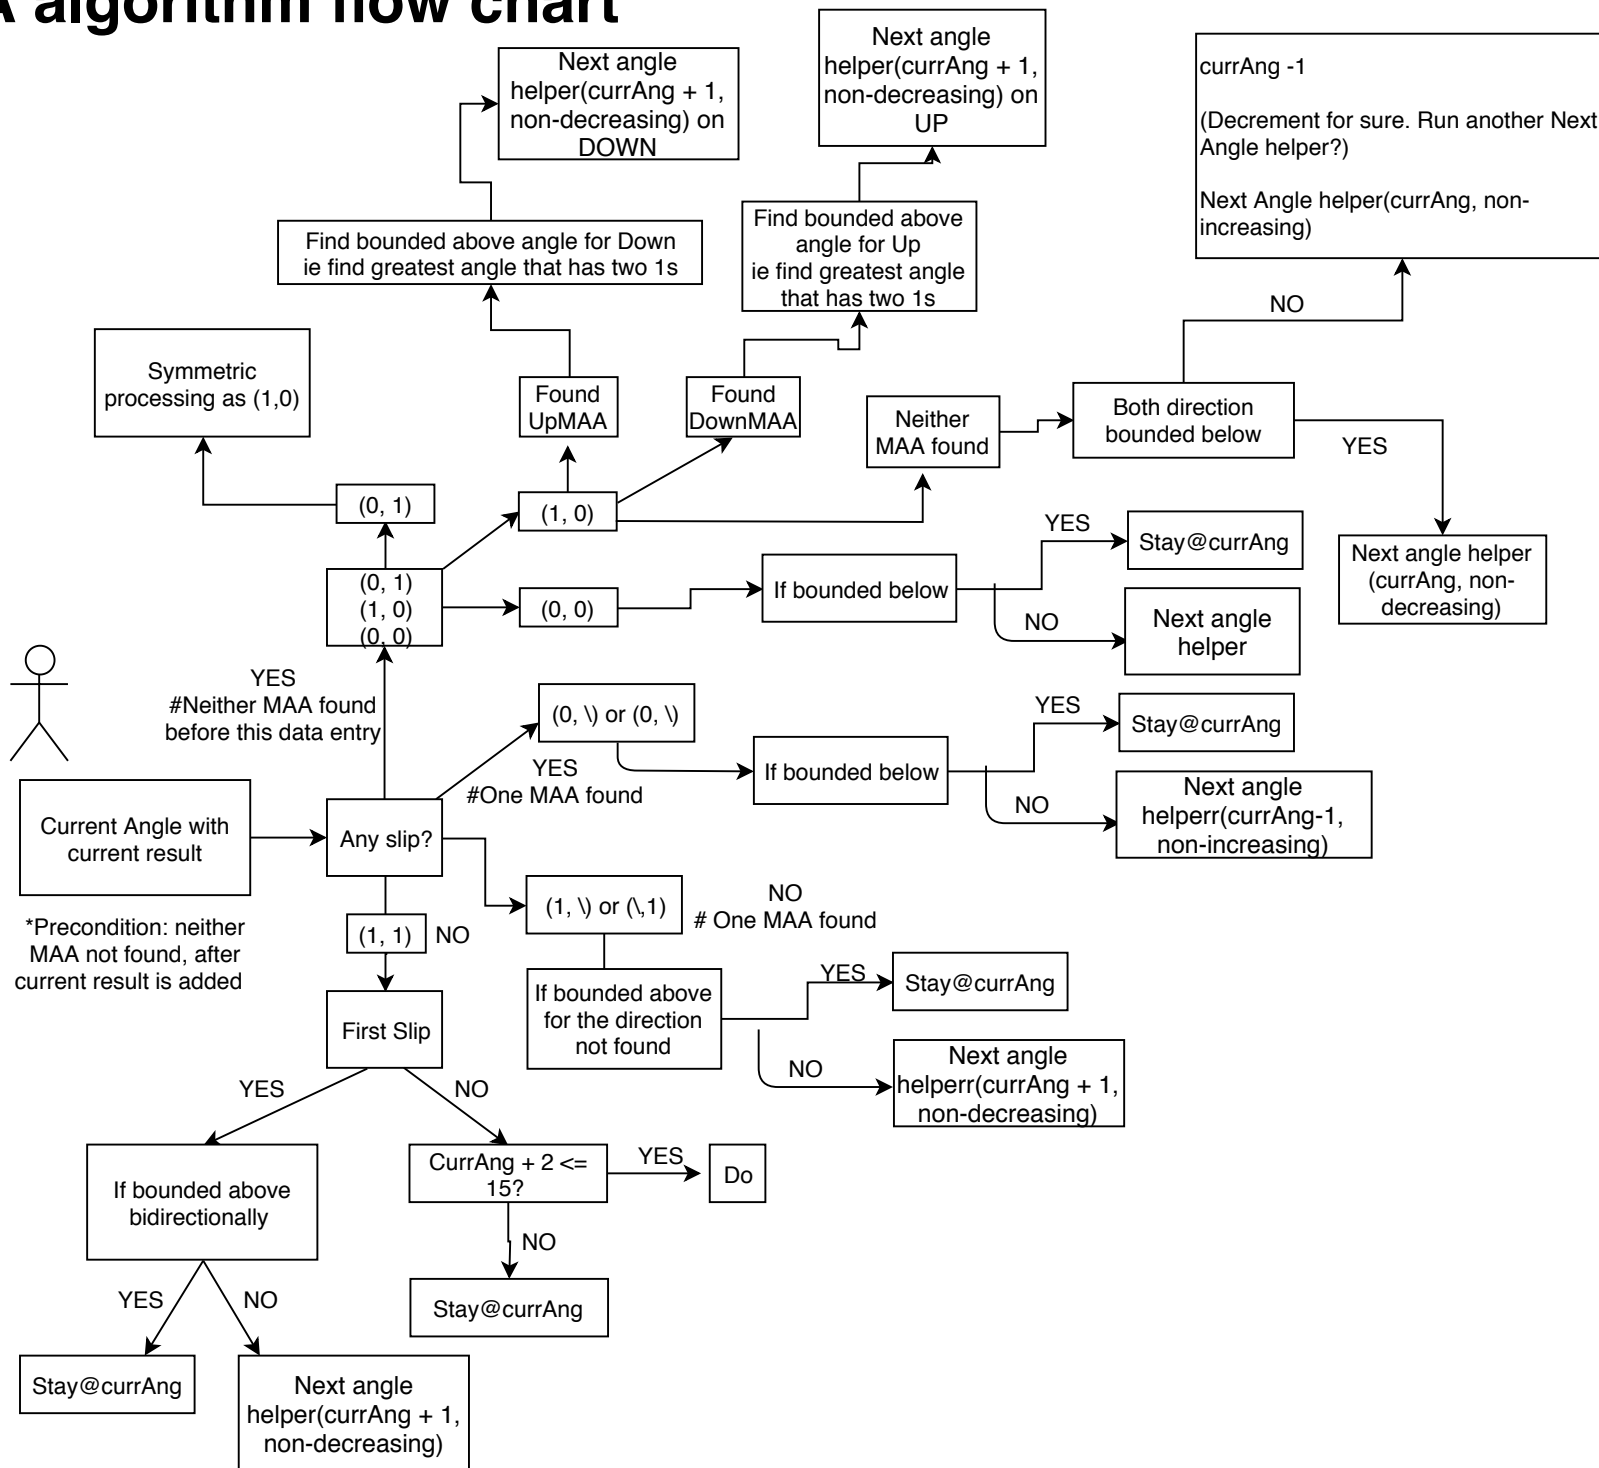 A algorithm flow chart
Next angle
helper(currAng + 1,
non-decreasing) on
DOWN
Next angle
helper(currAng + 1,
non-decreasing) on
UP
currAng -1
(Decrement for sure. Run another Next
Angle helper?)
Next Angle helper(currAng, non-
increasing)
Find bounded above angle for Down
ie find greatest angle that has two 1s
Find bounded above
angle for Up
ie find greatest angle
that has two 1s
NO
Symmetric
processing as (1,0)
Found
UpMAA
Found
DownMAA
Neither
MAA found
Both direction
bounded below
YES
(0, 1)
(1, 0)
YES
Stay@currAng
Next angle helper
(currAng, non-
decreasing)
(0, 1)
(1, 0)
(0, 0)
(0, 0)
If bounded below
NO
Next angle
helper
YES
#Neither MAA found
before this data entry
(0, \) or (0, \)
YES
#One MAA found
If bounded below
YES
Stay@currAng
NO
Next angle
helperr(currAng-1,
non-increasing)
Current Angle with
current result
Any slip?
*Precondition: neither
MAA not found, after
current result is added
(1, 1)
NO
(1, \) or (\,1)
NO
# One MAA found
If bounded above
for the direction
not found
YES
Stay@currAng
NO
Next angle
helperr(currAng + 1,
non-decreasing)
First Slip
YES
NO
If bounded above
bidirectionally
CurrAng + 2 <=
15?
YES
Do
NO
Stay@currAng
YES
NO
Stay@currAng
Next angle
helper(currAng + 1,
non-decreasing)